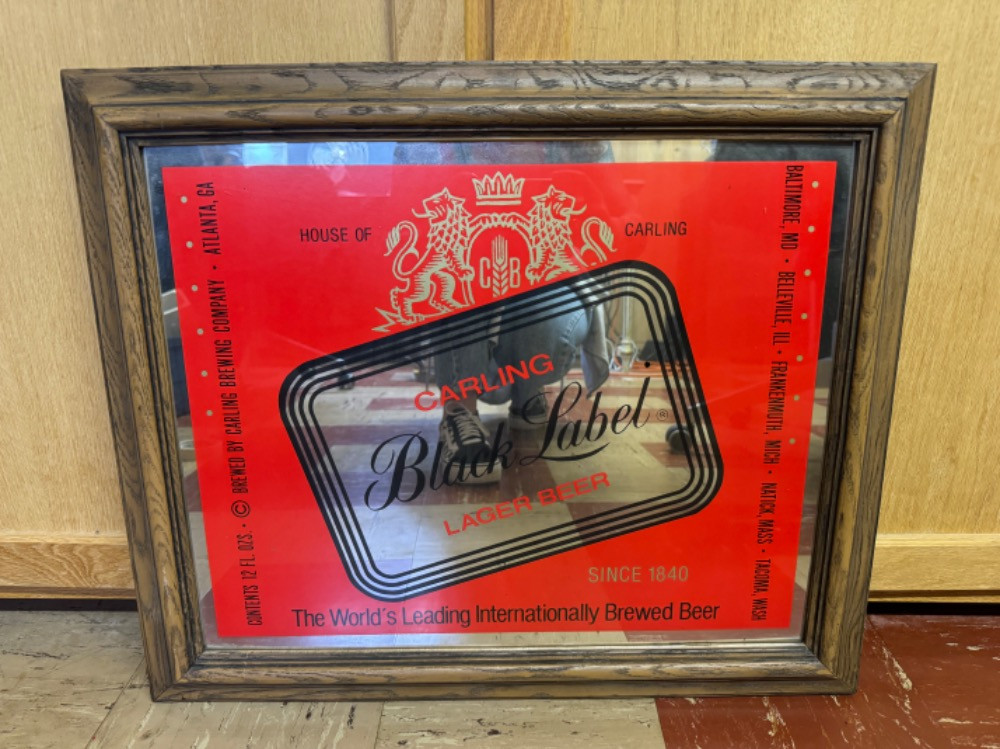 HOUSE OF CARLING
C B
CARLING
Black Label ®
LAGER BEER
SINCE 1840
The World's Leading Internationally Brewed Beer
CONTENTS 12 FL. OZS. · © BREWED BY CARLING BREWING COMPANY · ATLANTA, GA
BALTIMORE, MD · BELLEVILLE, ILL · FRANKENMUTH, MICH · NATICK, MASS · TACOMA, WASH